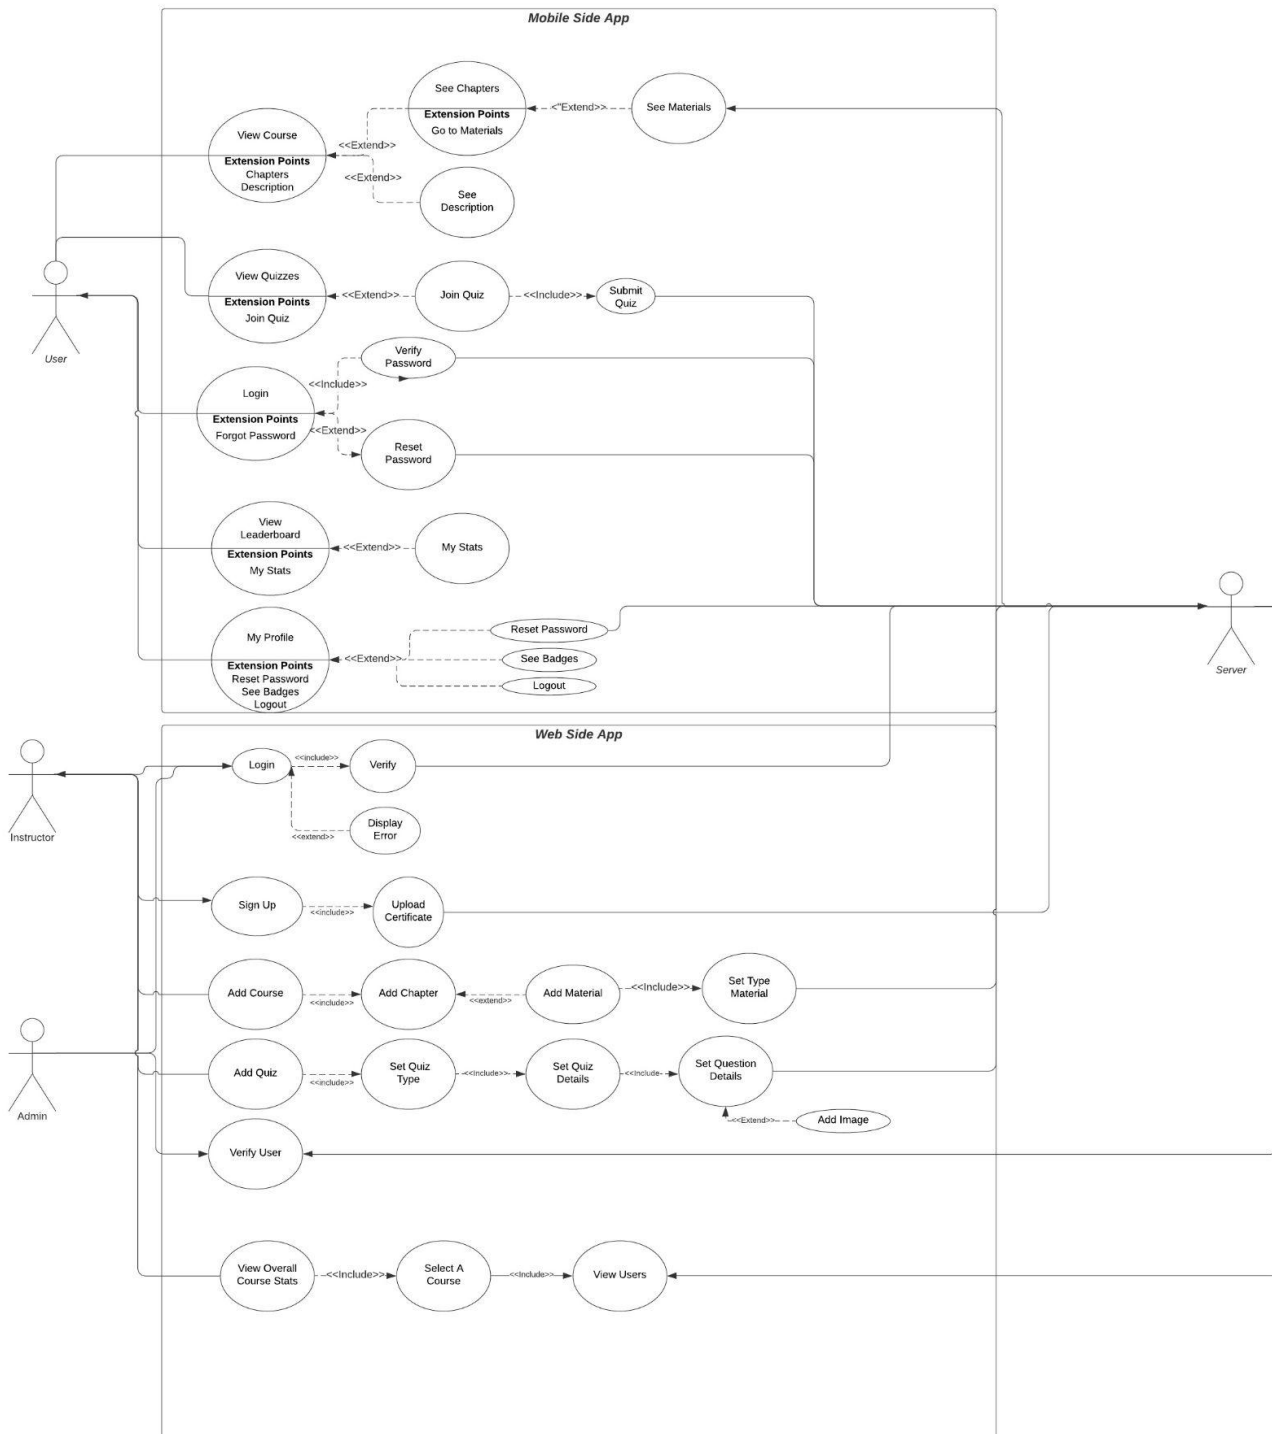 Mobile Side App
See Chapters
Extension Points
Go to Materials
<"Extend>>
See Materials
View Course
Extension Points
Chapters
Description
<<Extend>>
<<Extend>>
See
Description
User
View Quizzes
Extension Points
Join Quiz
<<Extend>>
Join Quiz
<<Include>>
Submit
Quiz
Login
Extension Points
Forgot Password
<<Include>>
Verify
Password
<<Extend>>
Reset
Password
View
Leaderboard
Extension Points
My Stats
<<Extend>>
My Stats
My Profile
Extension Points
Reset Password
See Badges
Logout
<<Extend>>
Reset Password
See Badges
Logout
Server
Web Side App
Instructor
Login
<<include>>
Verify
<<extend>>
Display
Error
Sign Up
<<include>>
Upload
Certificate
Add Course
<<include>>
Add Chapter
<<extend>>
Add Material
<<Include>>
Set Type
Material
Admin
Add Quiz
<<include>>
Set Quiz
Type
<<Include>>
Set Quiz
Details
<<Include
Set Question
Details
<<Extend>>
Add Image
Verify User
View Overall
Course Stats
<<Include>>
Select A
Course
<<Include>>
View Users